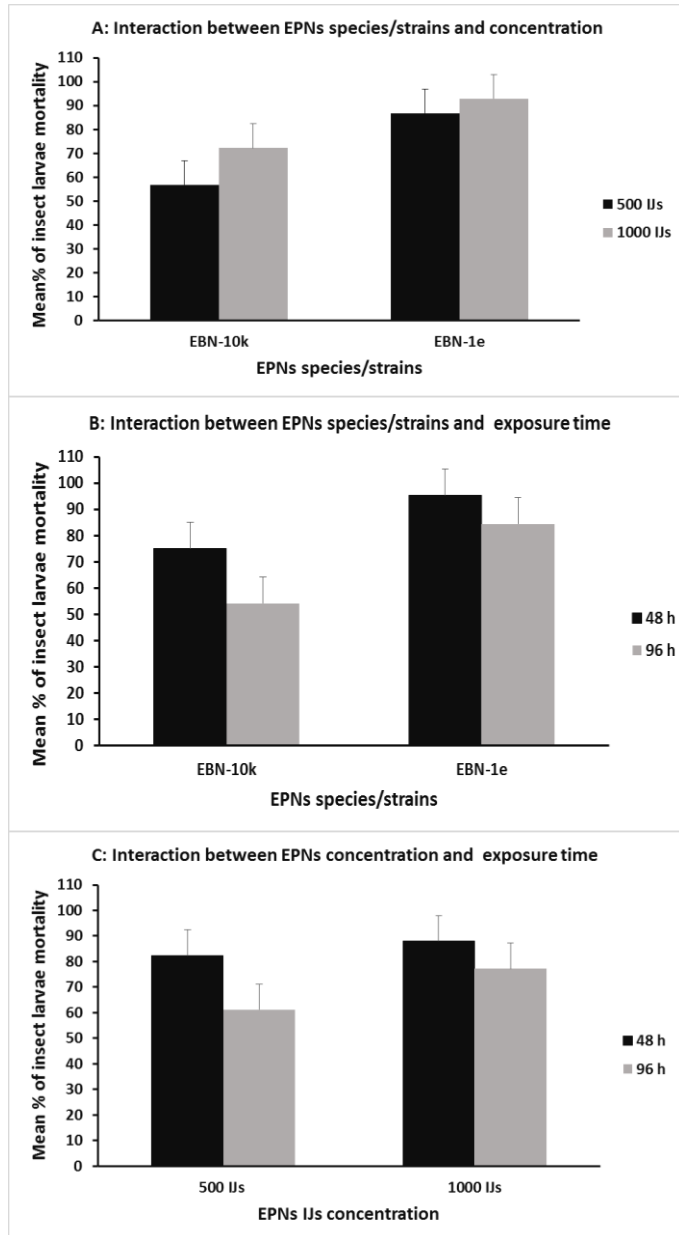 A: Interaction between EPNs species/strains and concentration
Mean% of insect larvae mortality
110
100
90
80
70
60
50
40
30
20
10
0
EBN-10k
EBN-1e
EPNs species/strains
500 IJs
1000 IJs
B: Interaction between EPNs species/strains and exposure time
Mean % of insect larvae mortality
110
100
90
80
70
60
50
40
30
20
10
0
EBN-10k
EBN-1e
EPNs species/strains
48 h
96 h
C: Interaction between EPNs concentration and exposure time
Mean % of insect larvae mortality
110
100
90
80
70
60
50
40
30
20
10
0
500 IJs
1000 IJs
EPNs IJs concentration
48 h
96 h